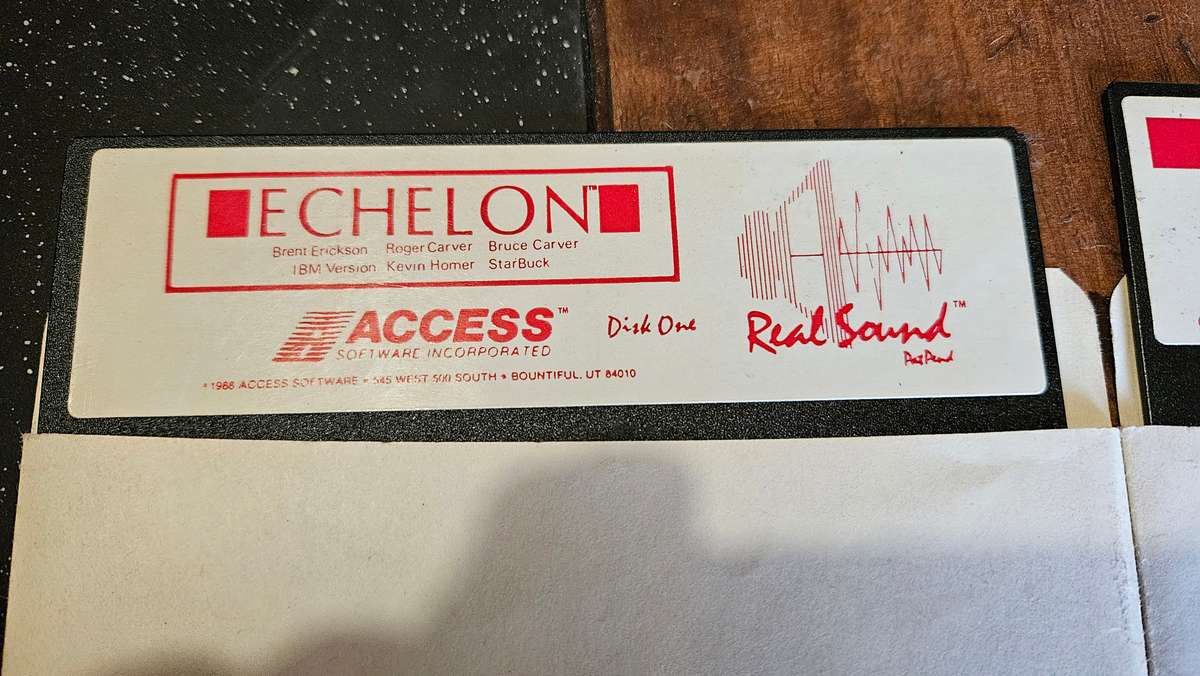 ECHELON™
Brent Erickson Roger Carver Bruce Carver
IBM Version Kevin Homer StarBuck
ACCESS™
SOFTWARE INCORPORATED
Disk One
Real Sound™
Pat Pend
© 1988 ACCESS SOFTWARE • 545 WEST 500 SOUTH • BOUNTIFUL, UT 84010